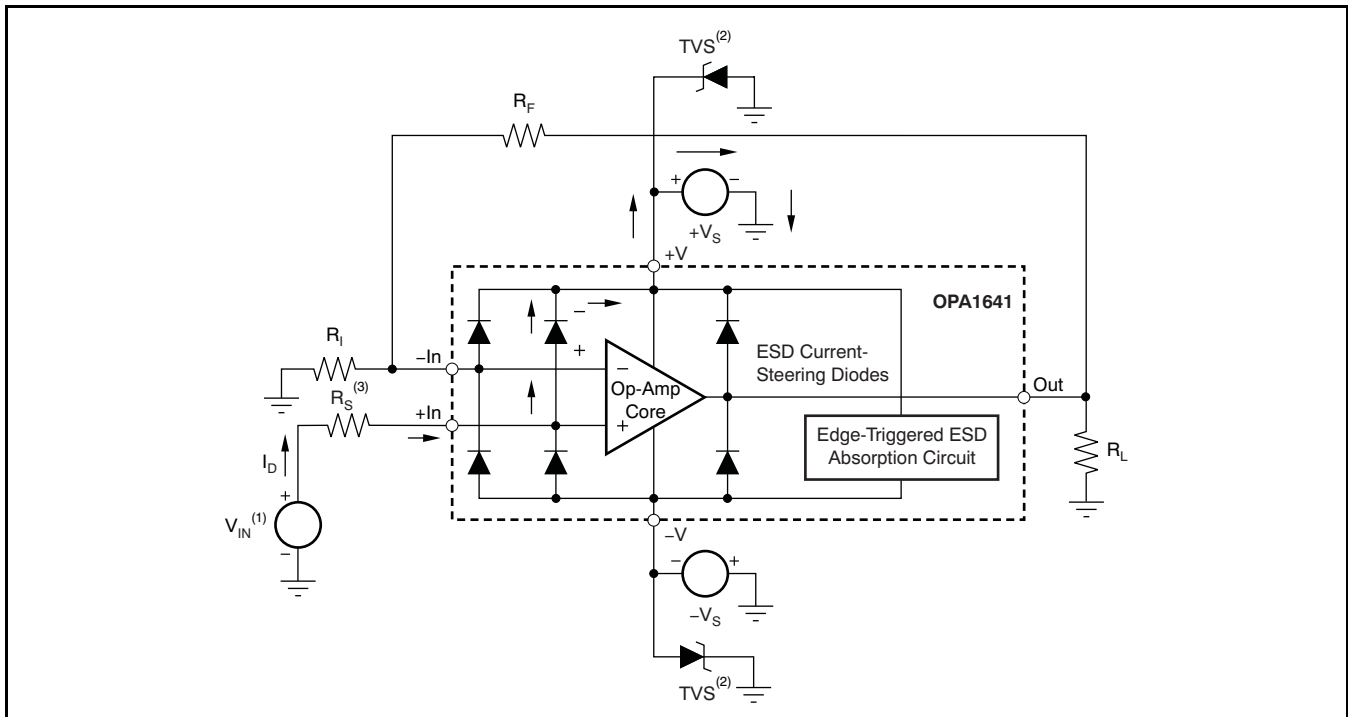 TVS(2)
RF
+ −
+VS
+V
OPA1641
−
+
RI
−In
−
ESD Current-
Steering Diodes
Op-Amp
Core
Out
RS(3)
+In
+
Edge-Triggered ESD
Absorption Circuit
RL
ID
+
VIN(1)
−
−V
− +
−VS
TVS(2)